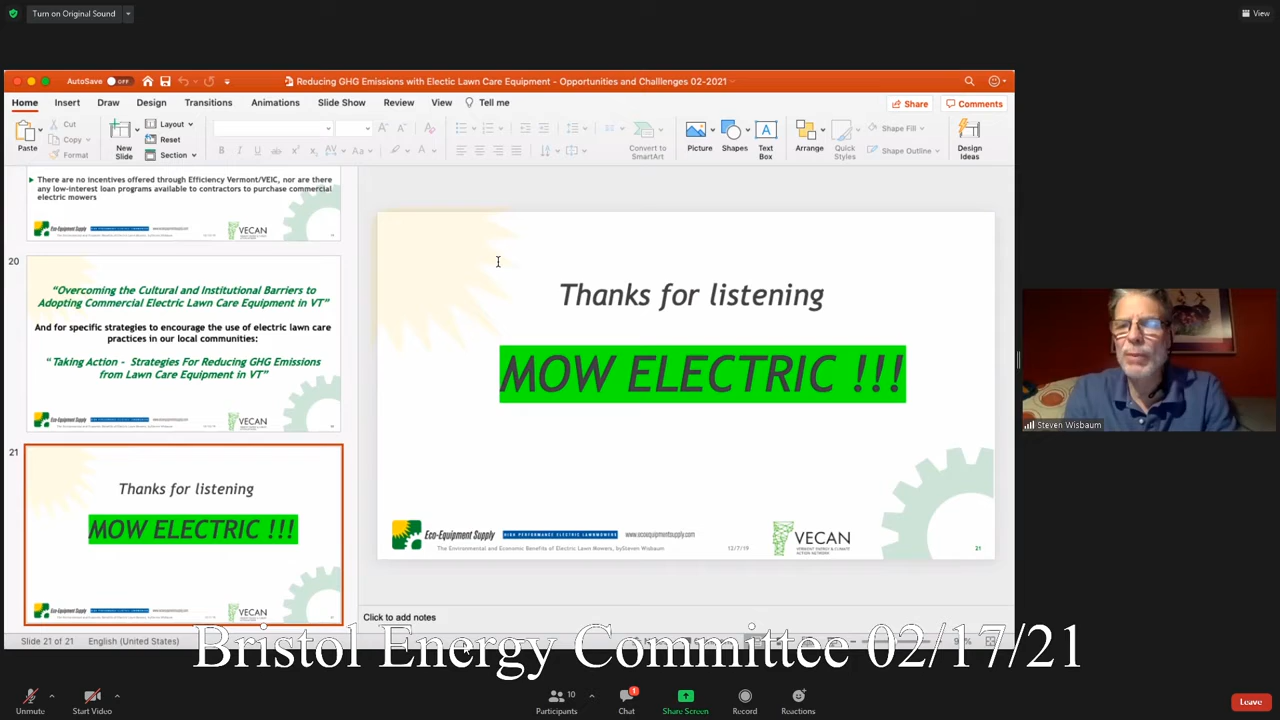 Turn on Original Sound
View
AutoSave OFF
Reducing GHG Emissions with Electic Lawn Care Equipment - Opportunities and Challenges 02-2021
Home Insert Draw Design Transitions Animations Slide Show Review View Tell me
Share Comments
Paste
Cut
Copy
Format
New Slide
Layout
Reset
Section
Convert to SmartArt
Picture
Shapes
Text Box
Arrange
Quick Styles
Shape Fill
Shape Outline
Design Ideas
There are no incentives offered through Efficiency Vermont/VEIC, nor are there
any low-interest loan programs available to contractors to purchase commercial
electric mowers
Eco-Equipment Supply
VECAN
20
"Overcoming the Cultural and Institutional Barriers to
Adopting Commercial Electric Lawn Care Equipment in VT"
And for specific strategies to encourage the use of electric lawn care
practices in our local communities:
" Taking Action - Strategies For Reducing GHG Emissions
from Lawn Care Equipment in VT"
Eco-Equipment Supply
VECAN
21
Thanks for listening
MOW ELECTRIC !!!
Eco-Equipment Supply
VECAN
Thanks for listening
MOW ELECTRIC !!!
Eco-Equipment Supply HIGH PERFORMANCE ELECTRIC LAWNMOWERS www.ecoequipmentsupply.com
The Environmental and Economic Benefits of Electric Lawn Mowers, bySteven Wisbaum
12/7/19
VECAN
VERMONT ENERGY & CLIMATE
ACTION NETWORK
21
Steven Wisbaum
Click to add notes
Slide 21 of 21 English (United States)
Bristol Energy Committee 02/17/21
Unmute
Start Video
10
Participants
1
Chat
Share Screen
Record
Reactions
Leave